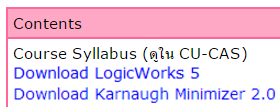 Contents
Course Syllabus (ดูใน CU-CAS)
Download LogicWorks 5
Download Karnaugh Minimizer 2.0